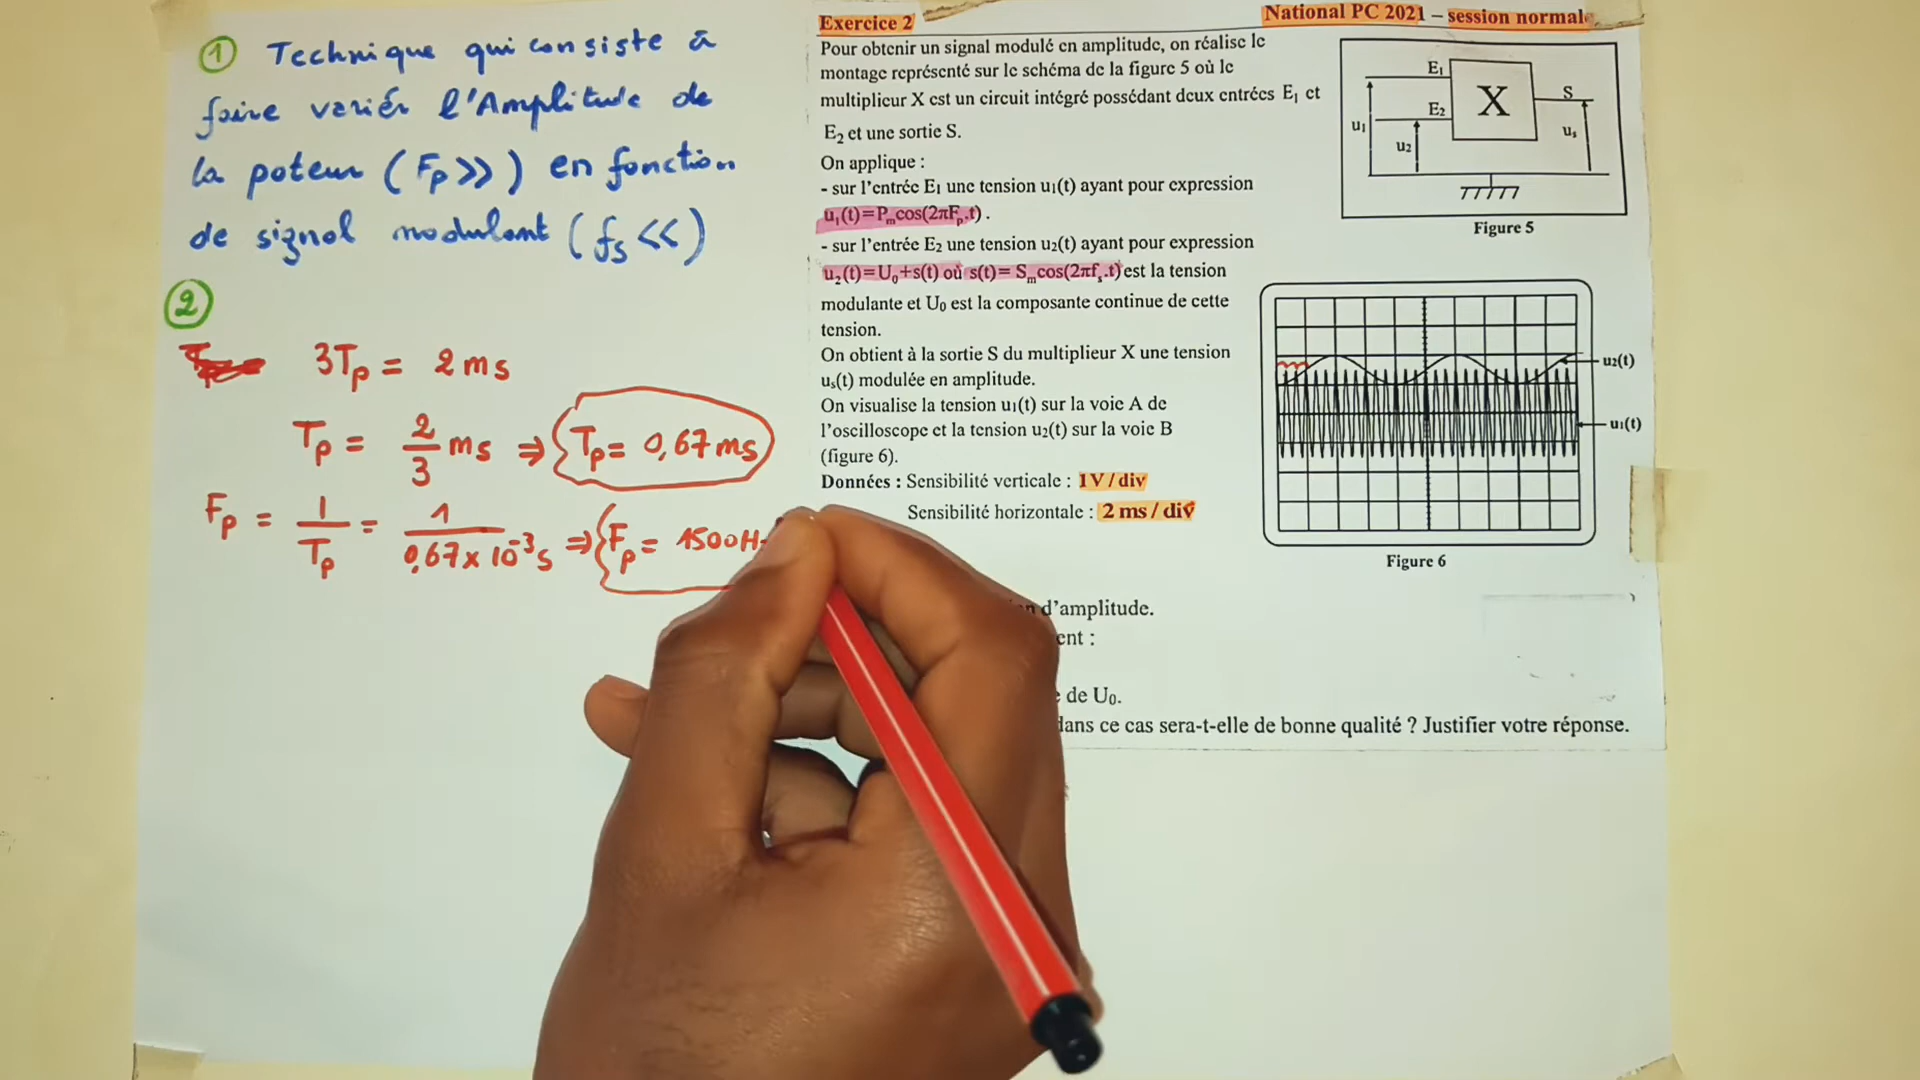 ① Technique qui consiste à
faire variér l'Amplitude de
la poteur (Fp>>) en fonction
de signal modulant (fs<<)
②
3Tp = 2ms
Tp = 2/3 ms ⇒ Tp = 0,67ms
Fp = 1/Tp = 1/0,67×10⁻³s ⇒ Fp = 1500H
Exercice 2
National PC 2021 – session normale
Pour obtenir un signal modulé en amplitude, on réalise le
montage représenté sur le schéma de la figure 5 où le
multiplieur X est un circuit intégré possédant deux entrées E₁ et
E₂ et une sortie S.
On applique :
- sur l'entrée E₁ une tension u₁(t) ayant pour expression
u₁(t)=Pₘcos(2πFₚ.t) .
- sur l'entrée E₂ une tension u₂(t) ayant pour expression
u₂(t)=U₀+s(t) où s(t)= Sₘcos(2πfₛ.t) est la tension
modulante et U₀ est la composante continue de cette
tension.
On obtient à la sortie S du multiplieur X une tension
uₛ(t) modulée en amplitude.
On visualise la tension u₁(t) sur la voie A de
l'oscilloscope et la tension u₂(t) sur la voie B
(figure 6).
Données : Sensibilité verticale : 1V / div
Sensibilité horizontale : 2 ms / div
d'amplitude.
ent :
de U₀.
dans ce cas sera-t-elle de bonne qualité ? Justifier votre réponse.
E₁
E₂
X
S
u₁
u₂
uₛ
Figure 5
u₂(t)
u₁(t)
Figure 6